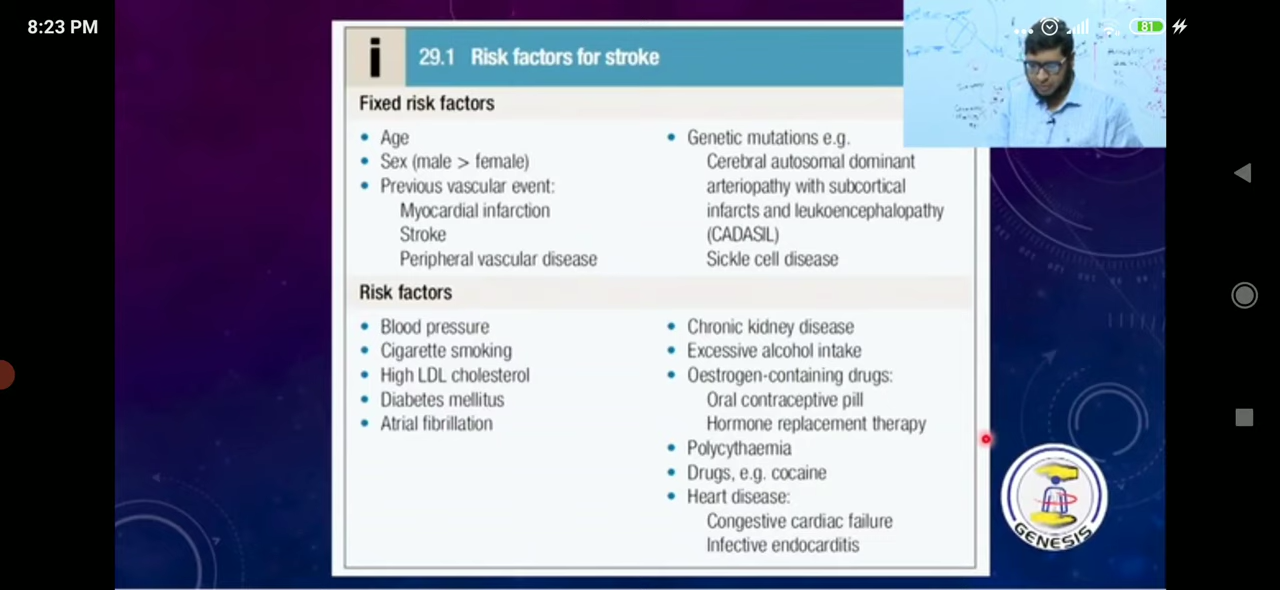 8:23 PM
81
i
29.1 Risk factors for stroke
Fixed risk factors
• Age
• Sex (male > female)
• Previous vascular event:
Myocardial infarction
Stroke
Peripheral vascular disease
• Genetic mutations e.g.
Cerebral autosomal dominant
arteriopathy with subcortical
infarcts and leukoencephalopathy
(CADASIL)
Sickle cell disease
Risk factors
• Blood pressure
• Cigarette smoking
• High LDL cholesterol
• Diabetes mellitus
• Atrial fibrillation
• Chronic kidney disease
• Excessive alcohol intake
• Oestrogen-containing drugs:
Oral contraceptive pill
Hormone replacement therapy
• Polycythaemia
• Drugs, e.g. cocaine
• Heart disease:
Congestive cardiac failure
Infective endocarditis
GENESIS